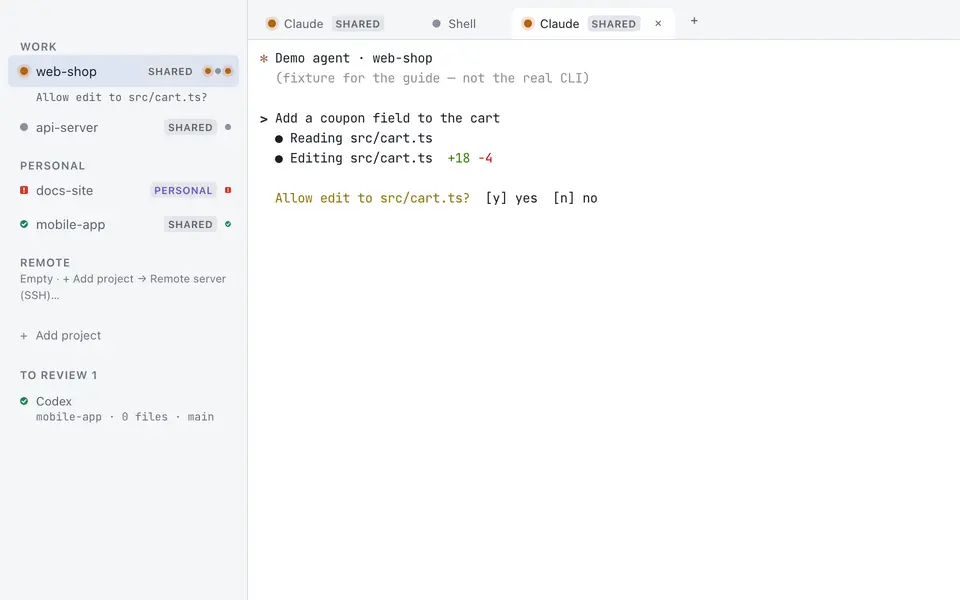 Claude SHARED Shell Claude SHARED × +
WORK
web-shop SHARED
Allow edit to src/cart.ts?
api-server SHARED
PERSONAL
docs-site PERSONAL
mobile-app SHARED
REMOTE
Empty · + Add project → Remote server
(SSH)…
+ Add project
TO REVIEW 1
Codex
mobile-app · 0 files · main
* Demo agent · web-shop
(fixture for the guide — not the real CLI)
> Add a coupon field to the cart
● Reading src/cart.ts
● Editing src/cart.ts +18 -4
Allow edit to src/cart.ts? [y] yes [n] no